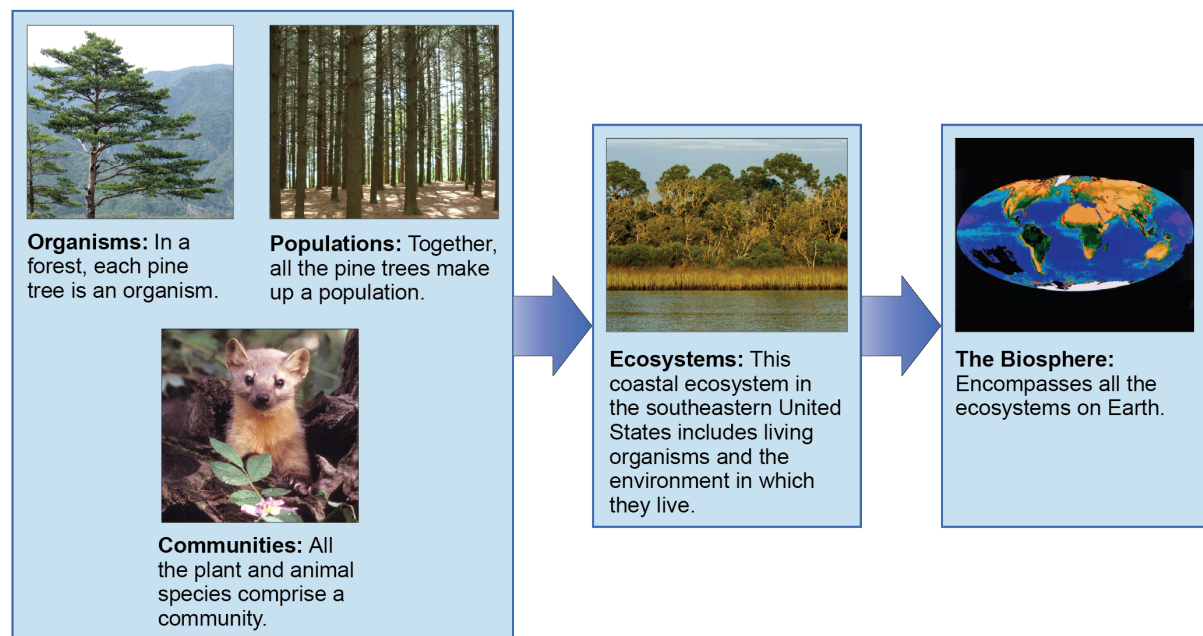 Organisms: In a
forest, each pine
tree is an organism.
Populations: Together,
all the pine trees make
up a population.
Communities: All
the plant and animal
species comprise a
community.
Ecosystems: This
coastal ecosystem in
the southeastern United
States includes living
organisms and the
environment in which
they live.
The Biosphere:
Encompasses all the
ecosystems on Earth.